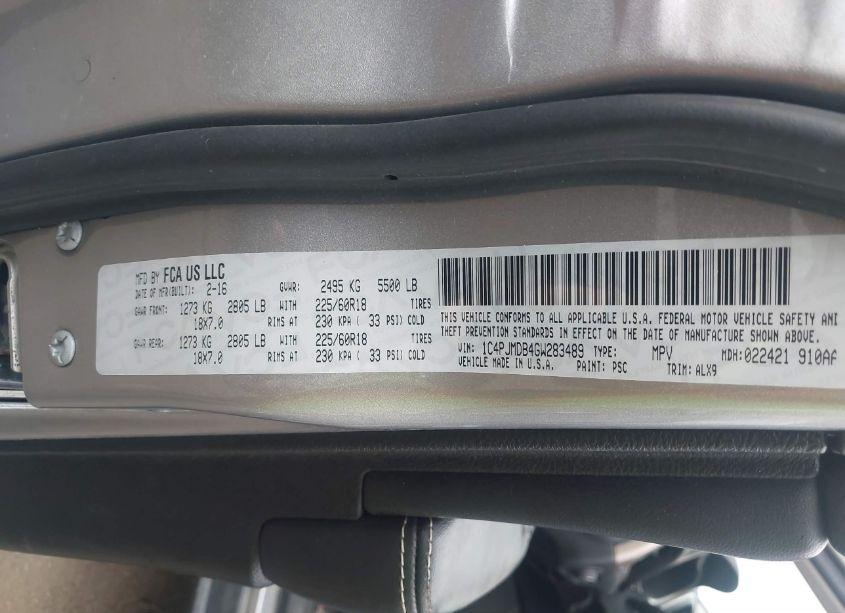 MFD BY FCA US LLC
DATE OF MFR(BUILT): 2-16 GVWR: 2495 KG 5500 LB
GAWR FRONT: 1273 KG 2805 LB WITH 225/60R18 TIRES
18X7.0 RIMS AT 230 KPA ( 33 PSI) COLD
GAWR REAR: 1273 KG 2805 LB WITH 225/60R18 TIRES
18X7.0 RIMS AT 230 KPA ( 33 PSI) COLD
THIS VEHICLE CONFORMS TO ALL APPLICABLE U.S.A. FEDERAL MOTOR VEHICLE SAFETY AND
THEFT PREVENTION STANDARDS IN EFFECT ON THE DATE OF MANUFACTURE SHOWN ABOVE.
VIN: 1C4PJMDB4GW283489 TYPE: MPV MDH:022421 910AA
VEHICLE MADE IN U.S.A. PAINT: PSC TRIM: ALX9